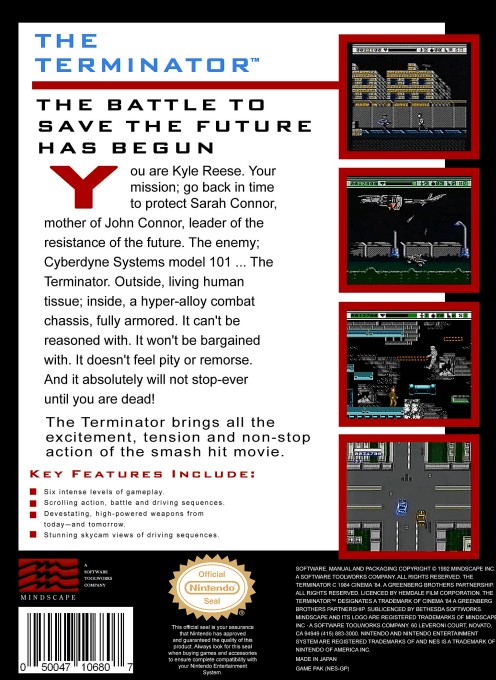 THE
TERMINATOR™
THE BATTLE TO
SAVE THE FUTURE
HAS BEGUN
You are Kyle Reese. Your
mission; go back in time
to protect Sarah Connor,
mother of John Connor, leader of the
resistance of the future. The enemy;
Cyberdyne Systems model 101 ... The
Terminator. Outside, living human
tissue; inside, a hyper-alloy combat
chassis, fully armored. It can't be
reasoned with. It won't be bargained
with. It doesn't feel pity or remorse.
And it absolutely will not stop-ever
until you are dead!
The Terminator brings all the
excitement, tension and non-stop
action of the smash hit movie.
KEY FEATURES INCLUDE:
Six intense levels of gameplay.
Scrolling action, battle and driving sequences.
Devestating, high-powered weapons from
today—and tomorrow.
Stunning skycam views of driving sequences.
A
SOFTWARE
TOOLWORKS
COMPANY
MINDSCAPE
Official
Nintendo®
Seal
This official seal is your assurance
that Nintendo has approved
and guaranteed the quality of this
product. Always look for this seal
when buying games and accessories
to ensure complete compatibility
with your Nintendo Entertainment
System.
SOFTWARE, MANUAL AND PACKAGING COPYRIGHT © 1992 MINDSCAPE INC,
A SOFTWARE TOOLWORKS COMPANY. ALL RIGHTS RESERVED. THE
TERMINATOR © 1984 CINEMA '84. A GREENBERG BROTHERS PARTNERSHIP.
ALL RIGHTS RESERVED. LICENCED BY HEMDALE FILM CORPORATION. THE
TERMINATOR ™ DESIGNATES A TRADEMARK OF CINEMA '84 A GREENBERG
BROTHERS PARTNERSHIP. SUBLICENCED BY BETHESDA SOFTWORKS.
MINDSCAPE AND ITS LOGO ARE REGISTERED TRADEMARKS OF MINDSCAPE
INC - A SOFTWARE TOOLWORKS COMPANY. 60 LEVERONI COURT, NOVATO,
CA 94949 (415) 883-3000. NINTENDO AND NINTENDO ENTERTAINMENT
SYSTEM ARE REGISTERED TRADEMARKS OF AND NES IS A TRADEMARK OF
NINTENDO OF AMERICA INC.
MADE IN JAPAN
GAME PAK (NES-GP)
0 50047 10680 7